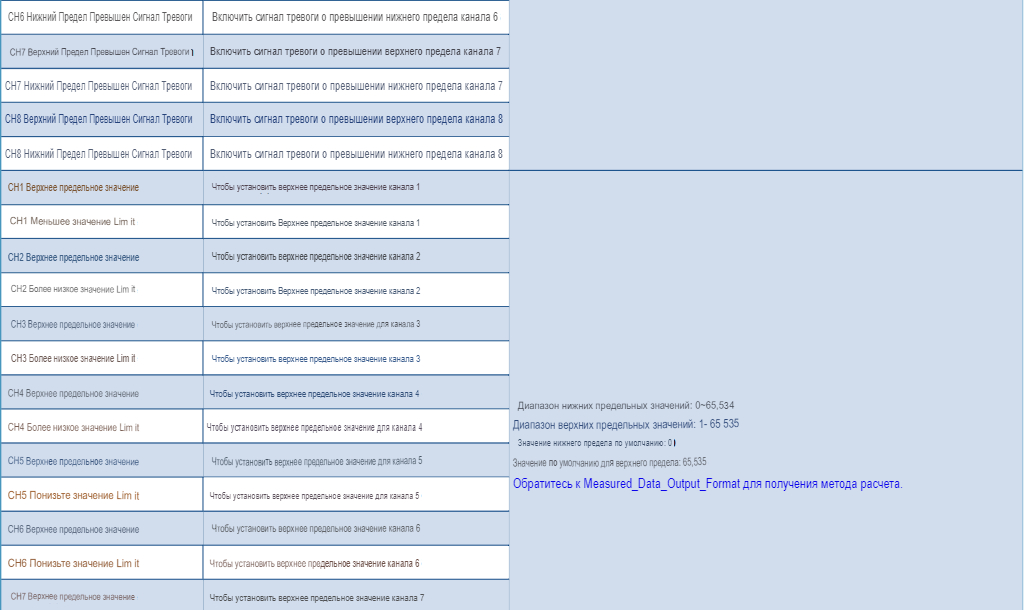 CH6 Нижний Предел Превышен Сигнал Тревоги Включить сигнал тревоги о превышении нижнего предела канала 6
CH7 Верхний Предел Превышен Сигнал Тревоги) Включить сигнал тревоги о превышении верхнего предела канала 7
CH7 Нижний Предел Превышен Сигнал Тревоги Включить сигнал тревоги о превышении нижнего предела канала 7
CH8 Верхний Предел Превышен Сигнал Тревоги Включить сигнал тревоги о превышении верхнего предела канала 8
CH8 Нижний Предел Превышен Сигнал Тревоги Включить сигнал тревоги о превышении нижнего предела канала 8
CH1 Верхнее предельное значение Чтобы установить верхнее предельное значение канала 1
CH1 Меньшее значение Lim it Чтобы установить Верхнее предельное значение канала 1
CH2 Верхнее предельное значение Чтобы установить верхнее предельное значение канала 2
CH2 Более низкое значение Lim it Чтобы установить Верхнее предельное значение канала 2
CH3 Верхнее предельное значение Чтобы установить верхнее предельное значение для канала 3
CH3 Более низкое значение Lim it Чтобы установить верхнее предельное значение канала 3
CH4 Верхнее предельное значение Чтобы установить верхнее предельное значение канала 4
CH4 Более низкое значение Lim it Чтобы установить верхнее предельное значение для канала 4
CH5 Верхнее предельное значение Чтобы установить верхнее предельное значение для канала 5
CH5 Понизьте значение Lim it Чтобы установить верхнее предельное значение для канала 5
CH6 Верхнее предельное значение Чтобы установить верхнее предельное значение канала 6
CH6 Понизьте значение Lim it Чтобы установить верхнее предельное значение канала 6
CH7 Верхнее предельное значение Чтобы установить верхнее предельное значение канала 7
Диапазон нижних предельных значений: 0~65,534
Диапазон верхних предельных значений: 1- 65 535
Значение нижнего предела по умолчанию: 0)
Значение по умолчанию для верхнего предела: 65,535
Обратитесь к Measured_Data_Output_Format для получения метода расчета.